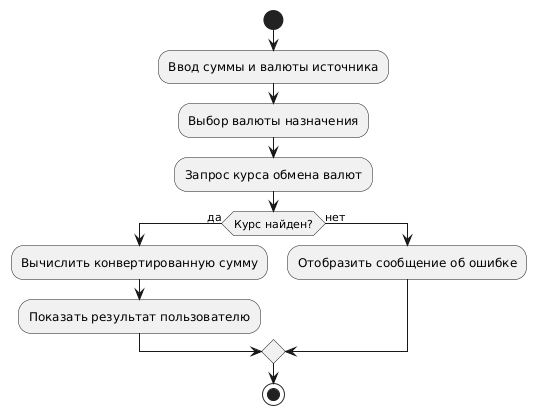 Ввод суммы и валюты источника
Выбор валюты назначения
Запрос курса обмена валют
да
Курс найден?
нет
Вычислить конвертированную сумму
Отобразить сообщение об ошибке
Показать результат пользователю